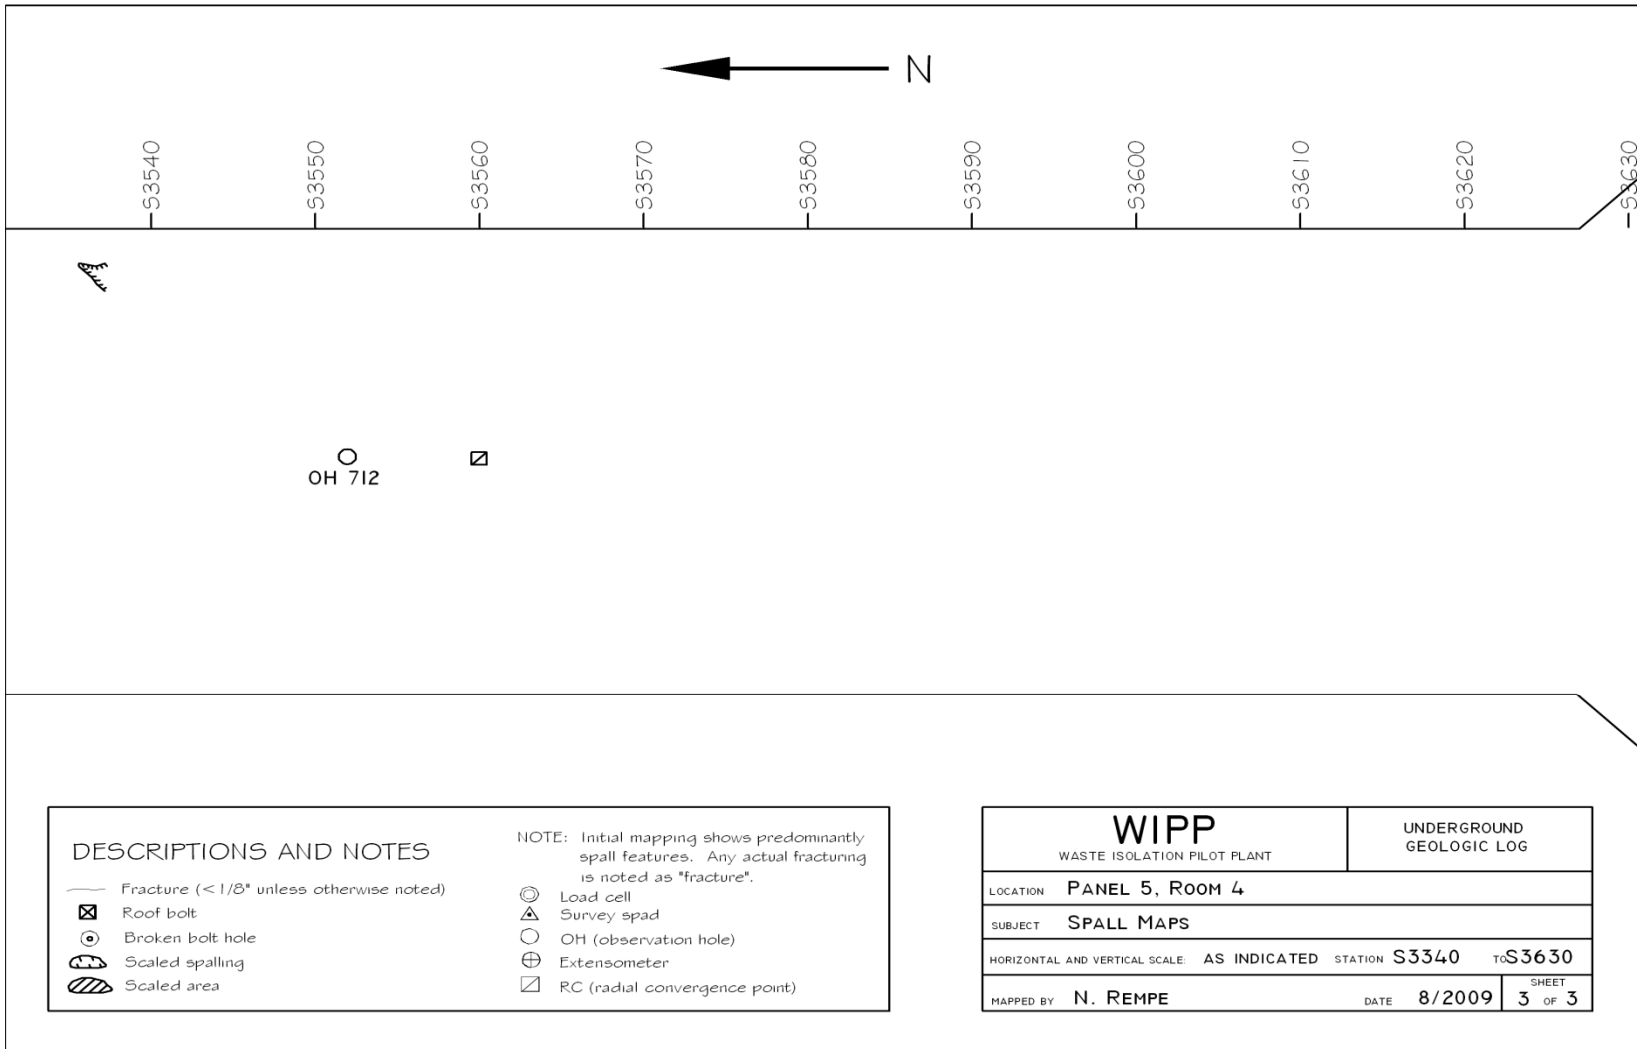 N
S3540
S3550
S3560
S3570
S3580
S3590
S3600
S3610
S3620
S3630
OH 712
DESCRIPTIONS AND NOTES
Fracture (<1/8" unless otherwise noted)
Roof bolt
Broken bolt hole
Scaled spalling
Scaled area
NOTE: Initial mapping shows predominantly
spall features. Any actual fracturing
is noted as "fracture".
Load cell
Survey spad
OH (observation hole)
Extensometer
RC (radial convergence point)
WIPP
WASTE ISOLATION PILOT PLANT
UNDERGROUND
GEOLOGIC LOG
LOCATION PANEL 5, ROOM 4
SUBJECT SPALL MAPS
HORIZONTAL AND VERTICAL SCALE: AS INDICATED STATION S3340 TO S3630
MAPPED BY N. REMPE DATE 8/2009
SHEET
3 OF 3